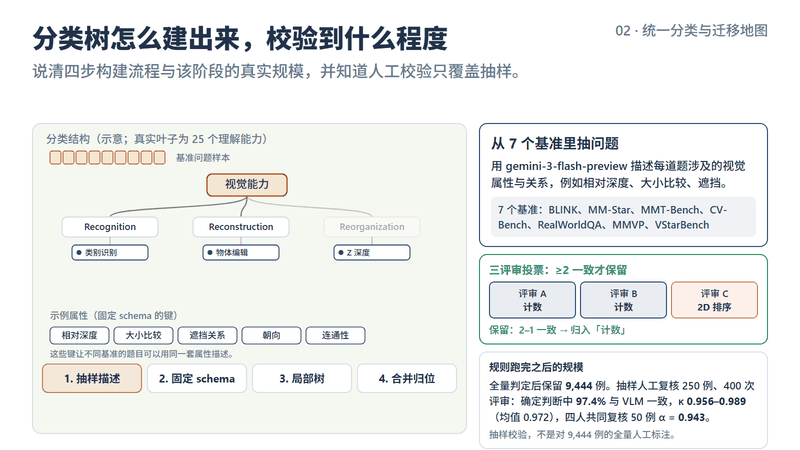 分类树怎么建出来，校验到什么程度
02 · 统一分类与迁移地图
说清四步构建流程与该阶段的真实规模，并知道人工校验只覆盖抽样。
分类结构（示意；真实叶子为 25 个理解能力）
基准问题样本
视觉能力
Recognition
Reconstruction
Reorganization
类别识别
物体编辑
Z 深度
示例属性（固定 schema 的键）
相对深度
大小比较
遮挡关系
朝向
连通性
这些键让不同基准的题目可以用同一套属性描述。
1. 抽样描述
2. 固定 schema
3. 局部树
4. 合并归位
从 7 个基准里抽问题
用 gemini-3-flash-preview 描述每道题涉及的视觉
属性与关系，例如相对深度、大小比较、遮挡。
7 个基准：BLINK、MM-Star、MMT-Bench、CV-
Bench、RealWorldQA、MMVP、VStarBench
三评审投票：≥2 一致才保留
评审 A
计数
评审 B
计数
评审 C
2D 排序
保留：2–1 一致 → 归入「计数」
规则跑完之后的规模
全量判定后保留 9,444 例。抽样人工复核 250 例、400 次
评审：确定判断中 97.4% 与 VLM 一致，κ 0.956–0.989
（均值 0.972），四人共同复核 50 例 α = 0.943。
抽样校验，不是对 9,444 例的全量人工标注。